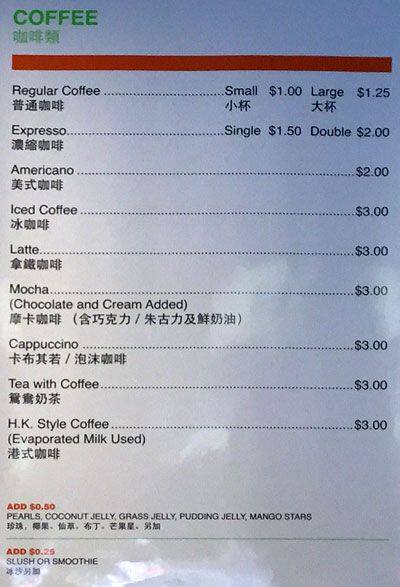 COFFEE
咖啡類
Regular Coffee Small $1.00 Large $1.25
普通咖啡 小杯 大杯
Expresso Single $1.50 Double $2.00
濃縮咖啡
Americano $2.00
美式咖啡
Iced Coffee $3.00
冰咖啡
Latte $3.00
拿鐵咖啡
Mocha $3.00
(Chocolate and Cream Added)
摩卡咖啡 （含巧克力 / 朱古力及鮮奶油）
Cappuccino $3.00
卡布其若 / 泡沫咖啡
Tea with Coffee $3.00
鴛鴦奶茶
H.K. Style Coffee $3.00
(Evaporated Milk Used)
港式咖啡
ADD $0.50
PEARLS, COCONUT JELLY, GRASS JELLY, PUDDING JELLY, MANGO STARS
珍珠，椰果，仙草，布丁，芒果星，另加
ADD $0.25
SLUSH OR SMOOTHIE
冰沙另加